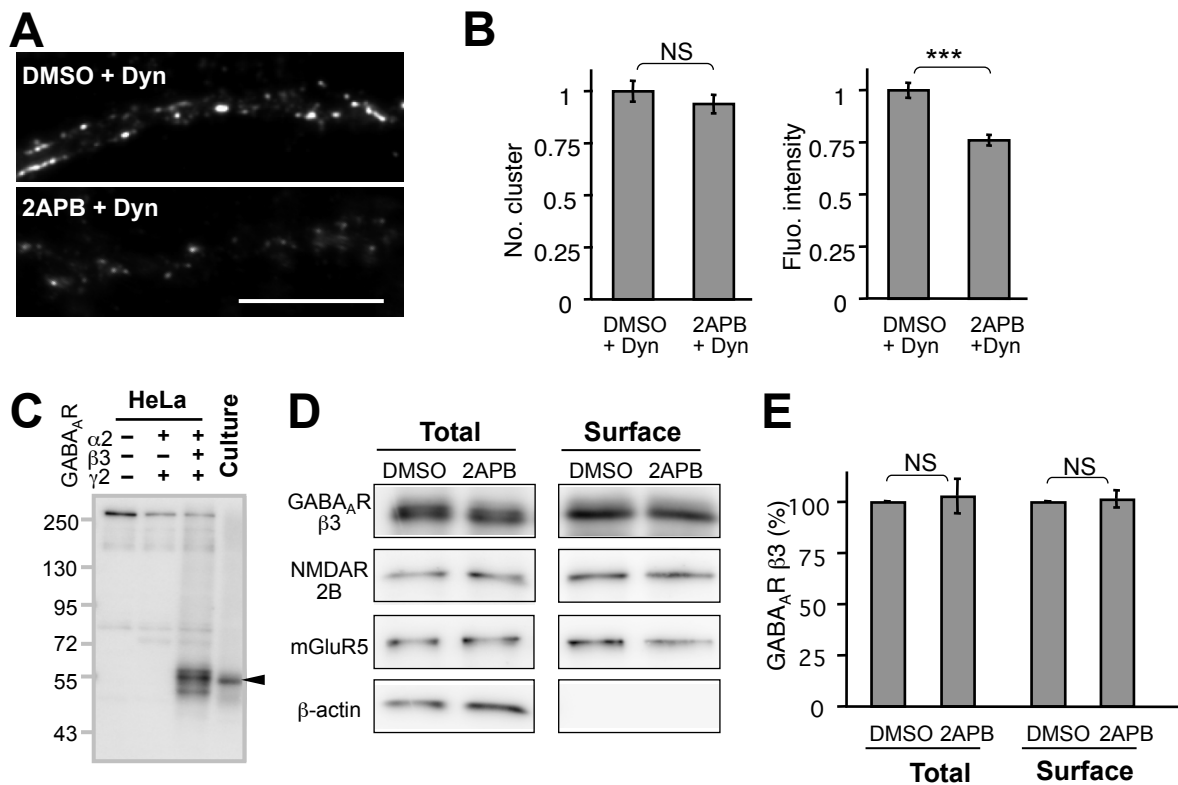 A
DMSO + Dyn
2APB + Dyn
B
NS
No. cluster
1
0.75
0.5
0.25
0
DMSO
+ Dyn
2APB
+ Dyn
***
Fluo. intensity
1
0.75
0.5
0.25
0
DMSO
+ Dyn
2APB
+Dyn
C
HeLa
GABAAR
α2 – + +
β3 – – +
γ2 – + +
Culture
250
130
95
72
55
43
D
Total
Surface
DMSO 2APB
DMSO 2APB
GABAAR
β3
NMDAR
2B
mGluR5
β-actin
E
NS
NS
GABAAR β3 (%)
100
75
50
25
0
DMSO 2APB
DMSO 2APB
Total
Surface